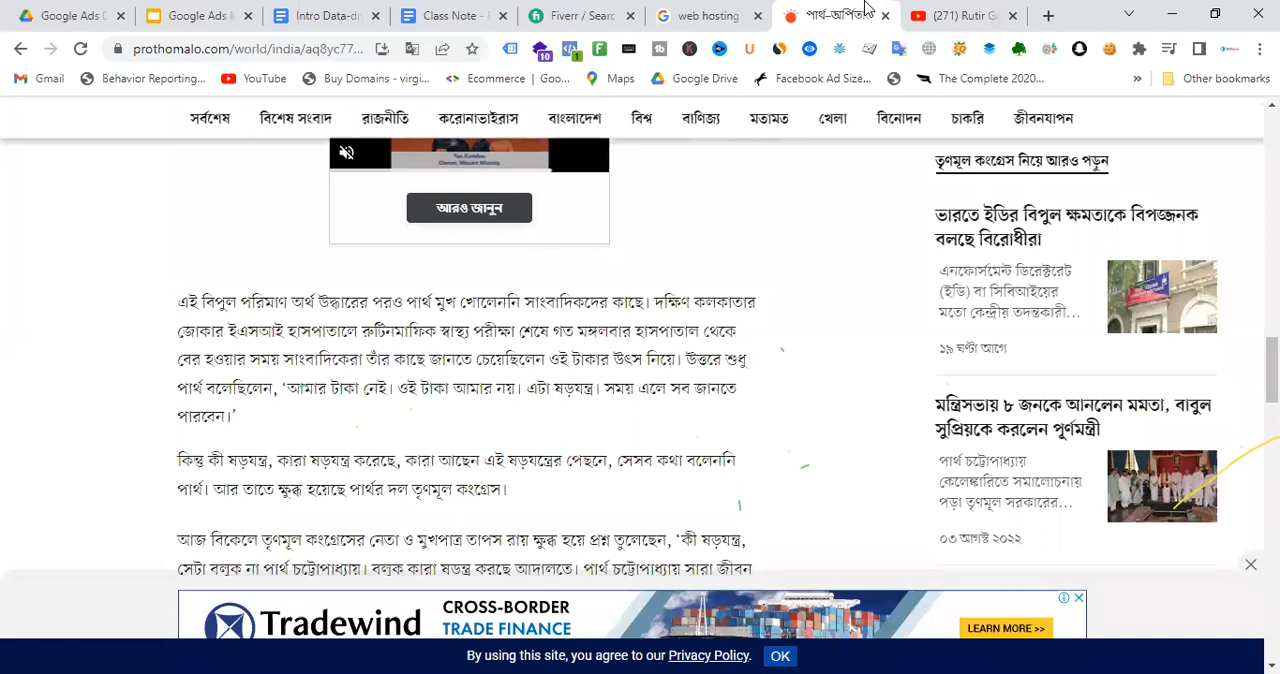 Google Ads D
Google Ads
Intro Data-dr
Class Note -
Fiverr / Searc
web hosting
পার্থ-অর্পিতা
(271) Rutir Go
prothomalo.com/world/india/aq8yc77...
10
1
Gmail
Behavior Reporting...
YouTube
Buy Domains - virgi...
Ecommerce | Goo...
Maps
Google Drive
Facebook Ad Size...
The Complete 2020...
»
Other bookmarks
সর্বশেষ
বিশেষ সংবাদ
রাজনীতি
করোনাভাইরাস
বাংলাদেশ
বিশ্ব
বাণিজ্য
মতামত
খেলা
বিনোদন
চাকরি
জীবনযাপন
আরও জানুন
এই বিপুল পরিমাণ অর্থ উদ্ধারের পরও পার্থ মুখ খোলেননি সাংবাদিকদের কাছে। দক্ষিণ কলকাতার
জোকার ইএসআই হাসপাতালে রুটিনমাফিক স্বাস্থ্য পরীক্ষা শেষে গত মঙ্গলবার হাসপাতাল থেকে
বের হওয়ার সময় সাংবাদিকেরা তাঁর কাছে জানতে চেয়েছিলেন ওই টাকার উৎস নিয়ে। উত্তরে শুধু
পার্থ বলেছিলেন, ‘আমার টাকা নেই। ওই টাকা আমার নয়। এটা ষড়যন্ত্র। সময় এলে সব জানতে
পারবেন।’
কিন্তু কী ষড়যন্ত্র, কারা ষড়যন্ত্র করেছে, কারা আছেন এই ষড়যন্ত্রের পেছনে, সেসব কথা বলেননি
পার্থ। আর তাতে ক্ষুব্ধ হয়েছে পার্থর দল তৃণমূল কংগ্রেস।
আজ বিকেলে তৃণমূল কংগ্রেসের নেতা ও মুখপাত্র তাপস রায় ক্ষুব্ধ হয়ে প্রশ্ন তুলেছেন, ‘কী ষড়যন্ত্র,
সেটা বলুক না পার্থ চট্টোপাধ্যায়। বলুক কারা ষড়যন্ত্র করছে আদালতে। পার্থ চট্টোপাধ্যায় সারা জীবন
তৃণমূল কংগ্রেস নিয়ে আরও পড়ুন
ভারতে ইডির বিপুল ক্ষমতাকে বিপজ্জনক
বলছে বিরোধীরা
এনফোর্সমেন্ট ডিরেক্টরেট
(ইডি) বা সিবিআইয়ের
মতো কেন্দ্রীয় তদন্তকারী...
১৯ ঘণ্টা আগে
মন্ত্রিসভায় ৮ জনকে আনলেন মমতা, বাবুল
সুপ্রিয়কে করলেন পূর্ণমন্ত্রী
পার্থ চট্টোপাধ্যায়
কেলেঙ্কারিতে সমালোচনায়
পড়া তৃণমূল সরকারের...
০৩ আগস্ট ২০২২
Tradewind
CROSS-BORDER
TRADE FINANCE
LEARN MORE >>
By using this site, you agree to our Privacy Policy.
OK